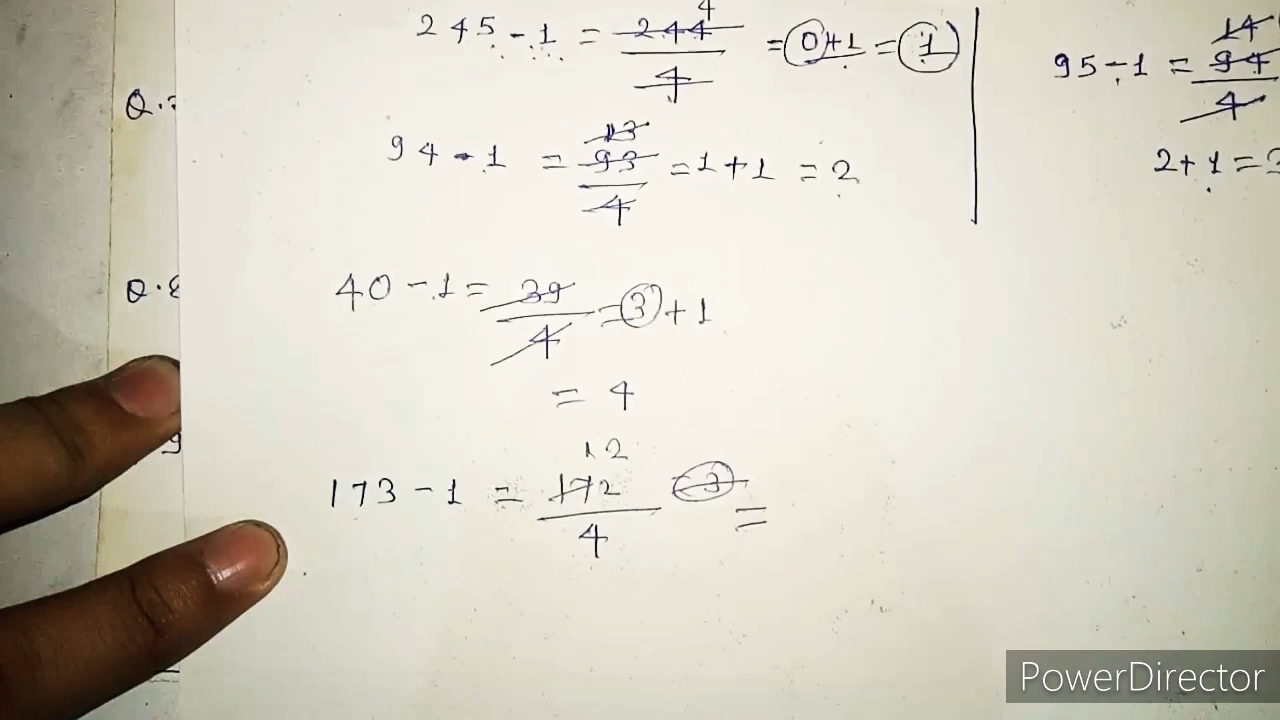 4
245 - 1 = 244 = 0+1 = 1
4
13
94 - 1 = 93 = 1+1 = 2
4
40 - 1 = 39 = 3 + 1
4
= 4
12
173 - 1 = 172 3 =
4
14
95 - 1 = 94
4
2 + 1 =
Q.
Q.
PowerDirector